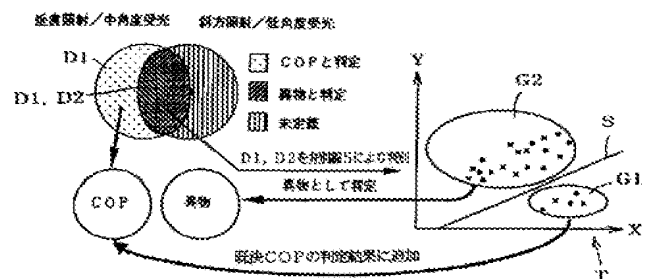 垂直照射/中角度受光
斜方照射/低角度受光
D1
D1, D2
COPと判定
異物と判定
未定義
D1, D2を判別線Sにより判定
異物として判定
COP
異物
既決COPの判定結果に追加
Y
G2
S
G1
X
T